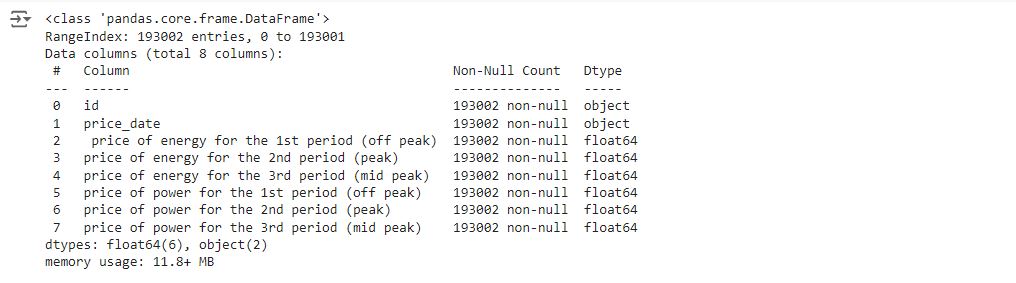 <class 'pandas.core.frame.DataFrame'>
RangeIndex: 193002 entries, 0 to 193001
Data columns (total 8 columns):
 #   Column                                        Non-Null Count   Dtype
---  ------                                        --------------   -----
 0   id                                            193002 non-null  object
 1   price_date                                    193002 non-null  object
 2    price of energy for the 1st period (off peak)  193002 non-null  float64
 3   price of energy for the 2nd period (peak)     193002 non-null  float64
 4   price of energy for the 3rd period (mid peak)  193002 non-null  float64
 5   price of power for the 1st period (off peak)  193002 non-null  float64
 6   price of power for the 2nd period (peak)      193002 non-null  float64
 7   price of power for the 3rd period (mid peak)  193002 non-null  float64
dtypes: float64(6), object(2)
memory usage: 11.8+ MB